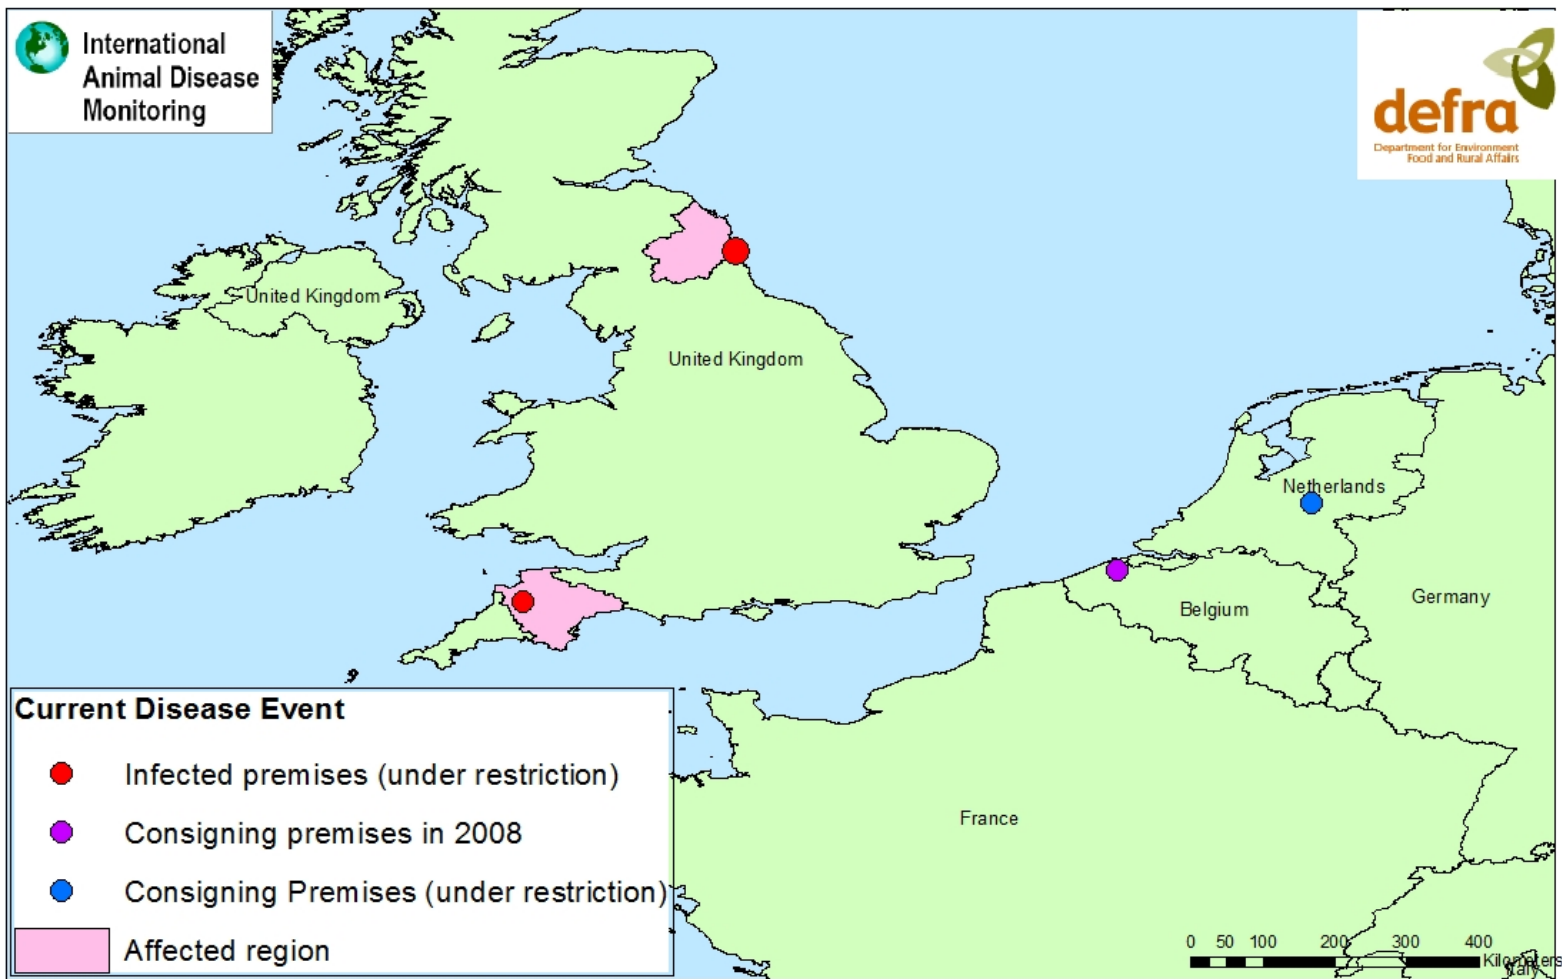 International
Animal Disease
Monitoring
defra
Department for Environment
Food and Rural Affairs
United Kingdom
United Kingdom
Netherlands
Belgium
Germany
France
Current Disease Event
Infected premises (under restriction)
Consigning premises in 2008
Consigning Premises (under restriction)
Affected region
0 50 100 200 300 400
Kilometers
Italy